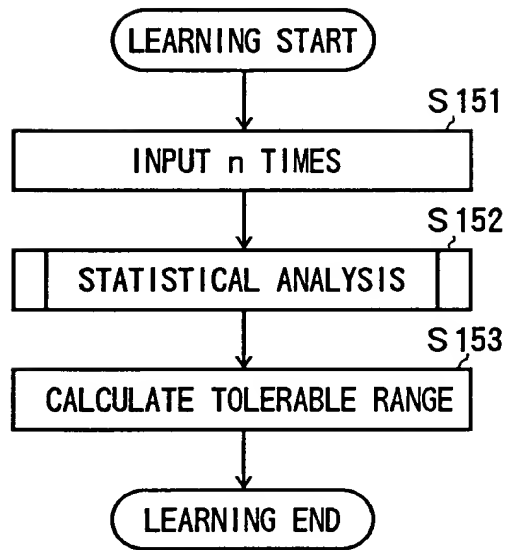 LEARNING START
S151
INPUT n TIMES
S152
STATISTICAL ANALYSIS
S153
CALCULATE TOLERABLE RANGE
LEARNING END